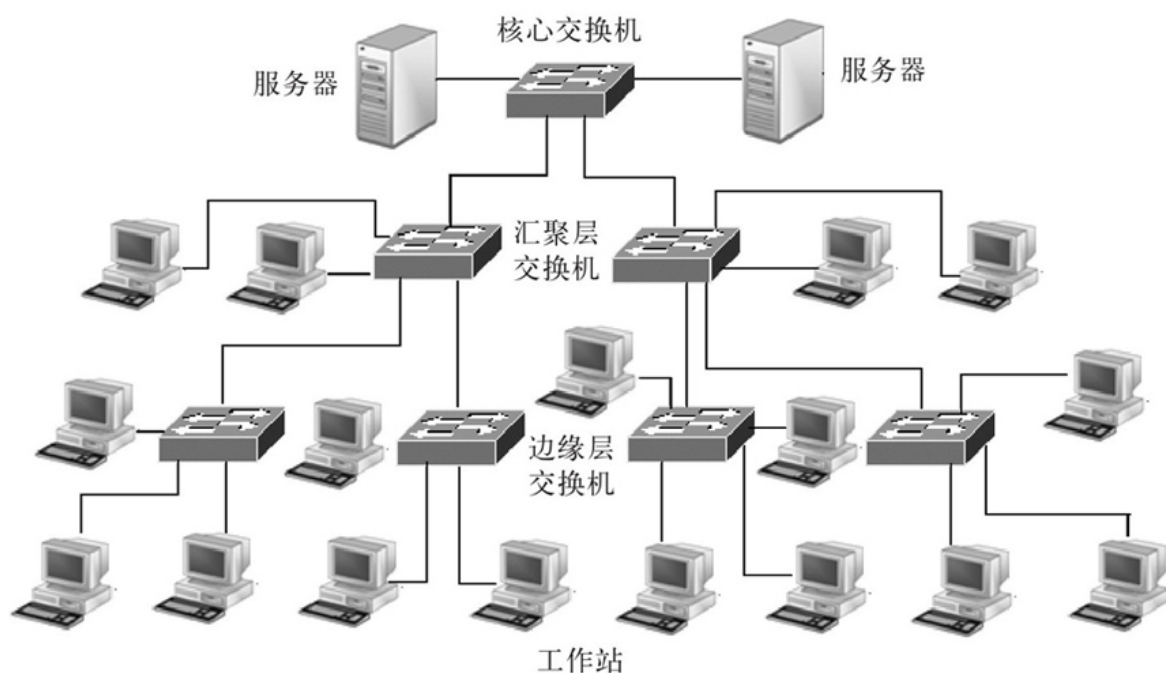 核心交换机
服务器
服务器
汇聚层
交换机
边缘层
交换机
工作站